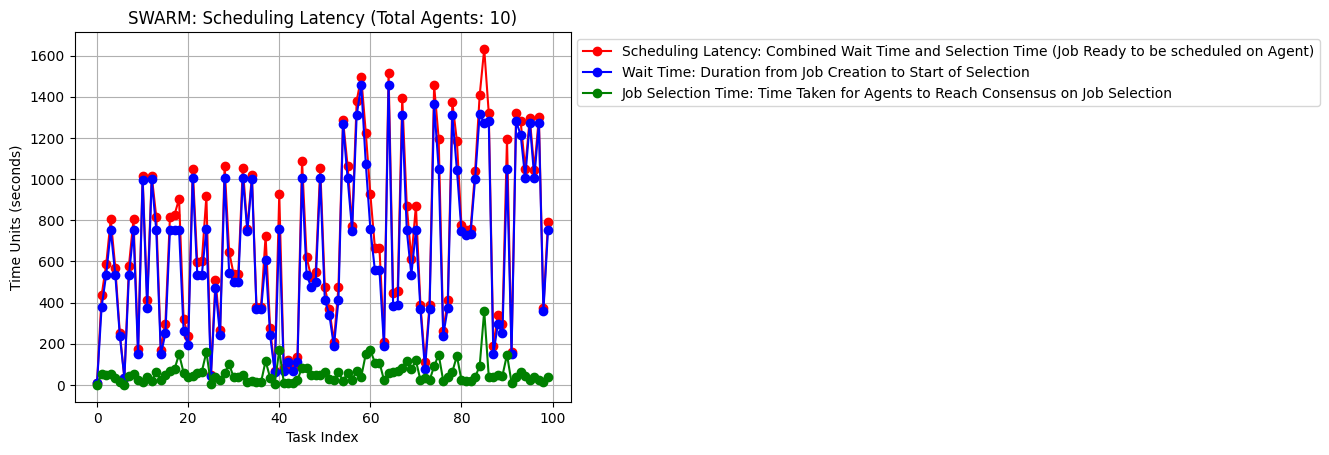 SWARM: Scheduling Latency (Total Agents: 10)
Scheduling Latency: Combined Wait Time and Selection Time (Job Ready to be scheduled on Agent)
Wait Time: Duration from Job Creation to Start of Selection
Job Selection Time: Time Taken for Agents to Reach Consensus on Job Selection
Time Units (seconds)
1600
1400
1200
1000
800
600
400
200
0
0 20 40 60 80 100
Task Index